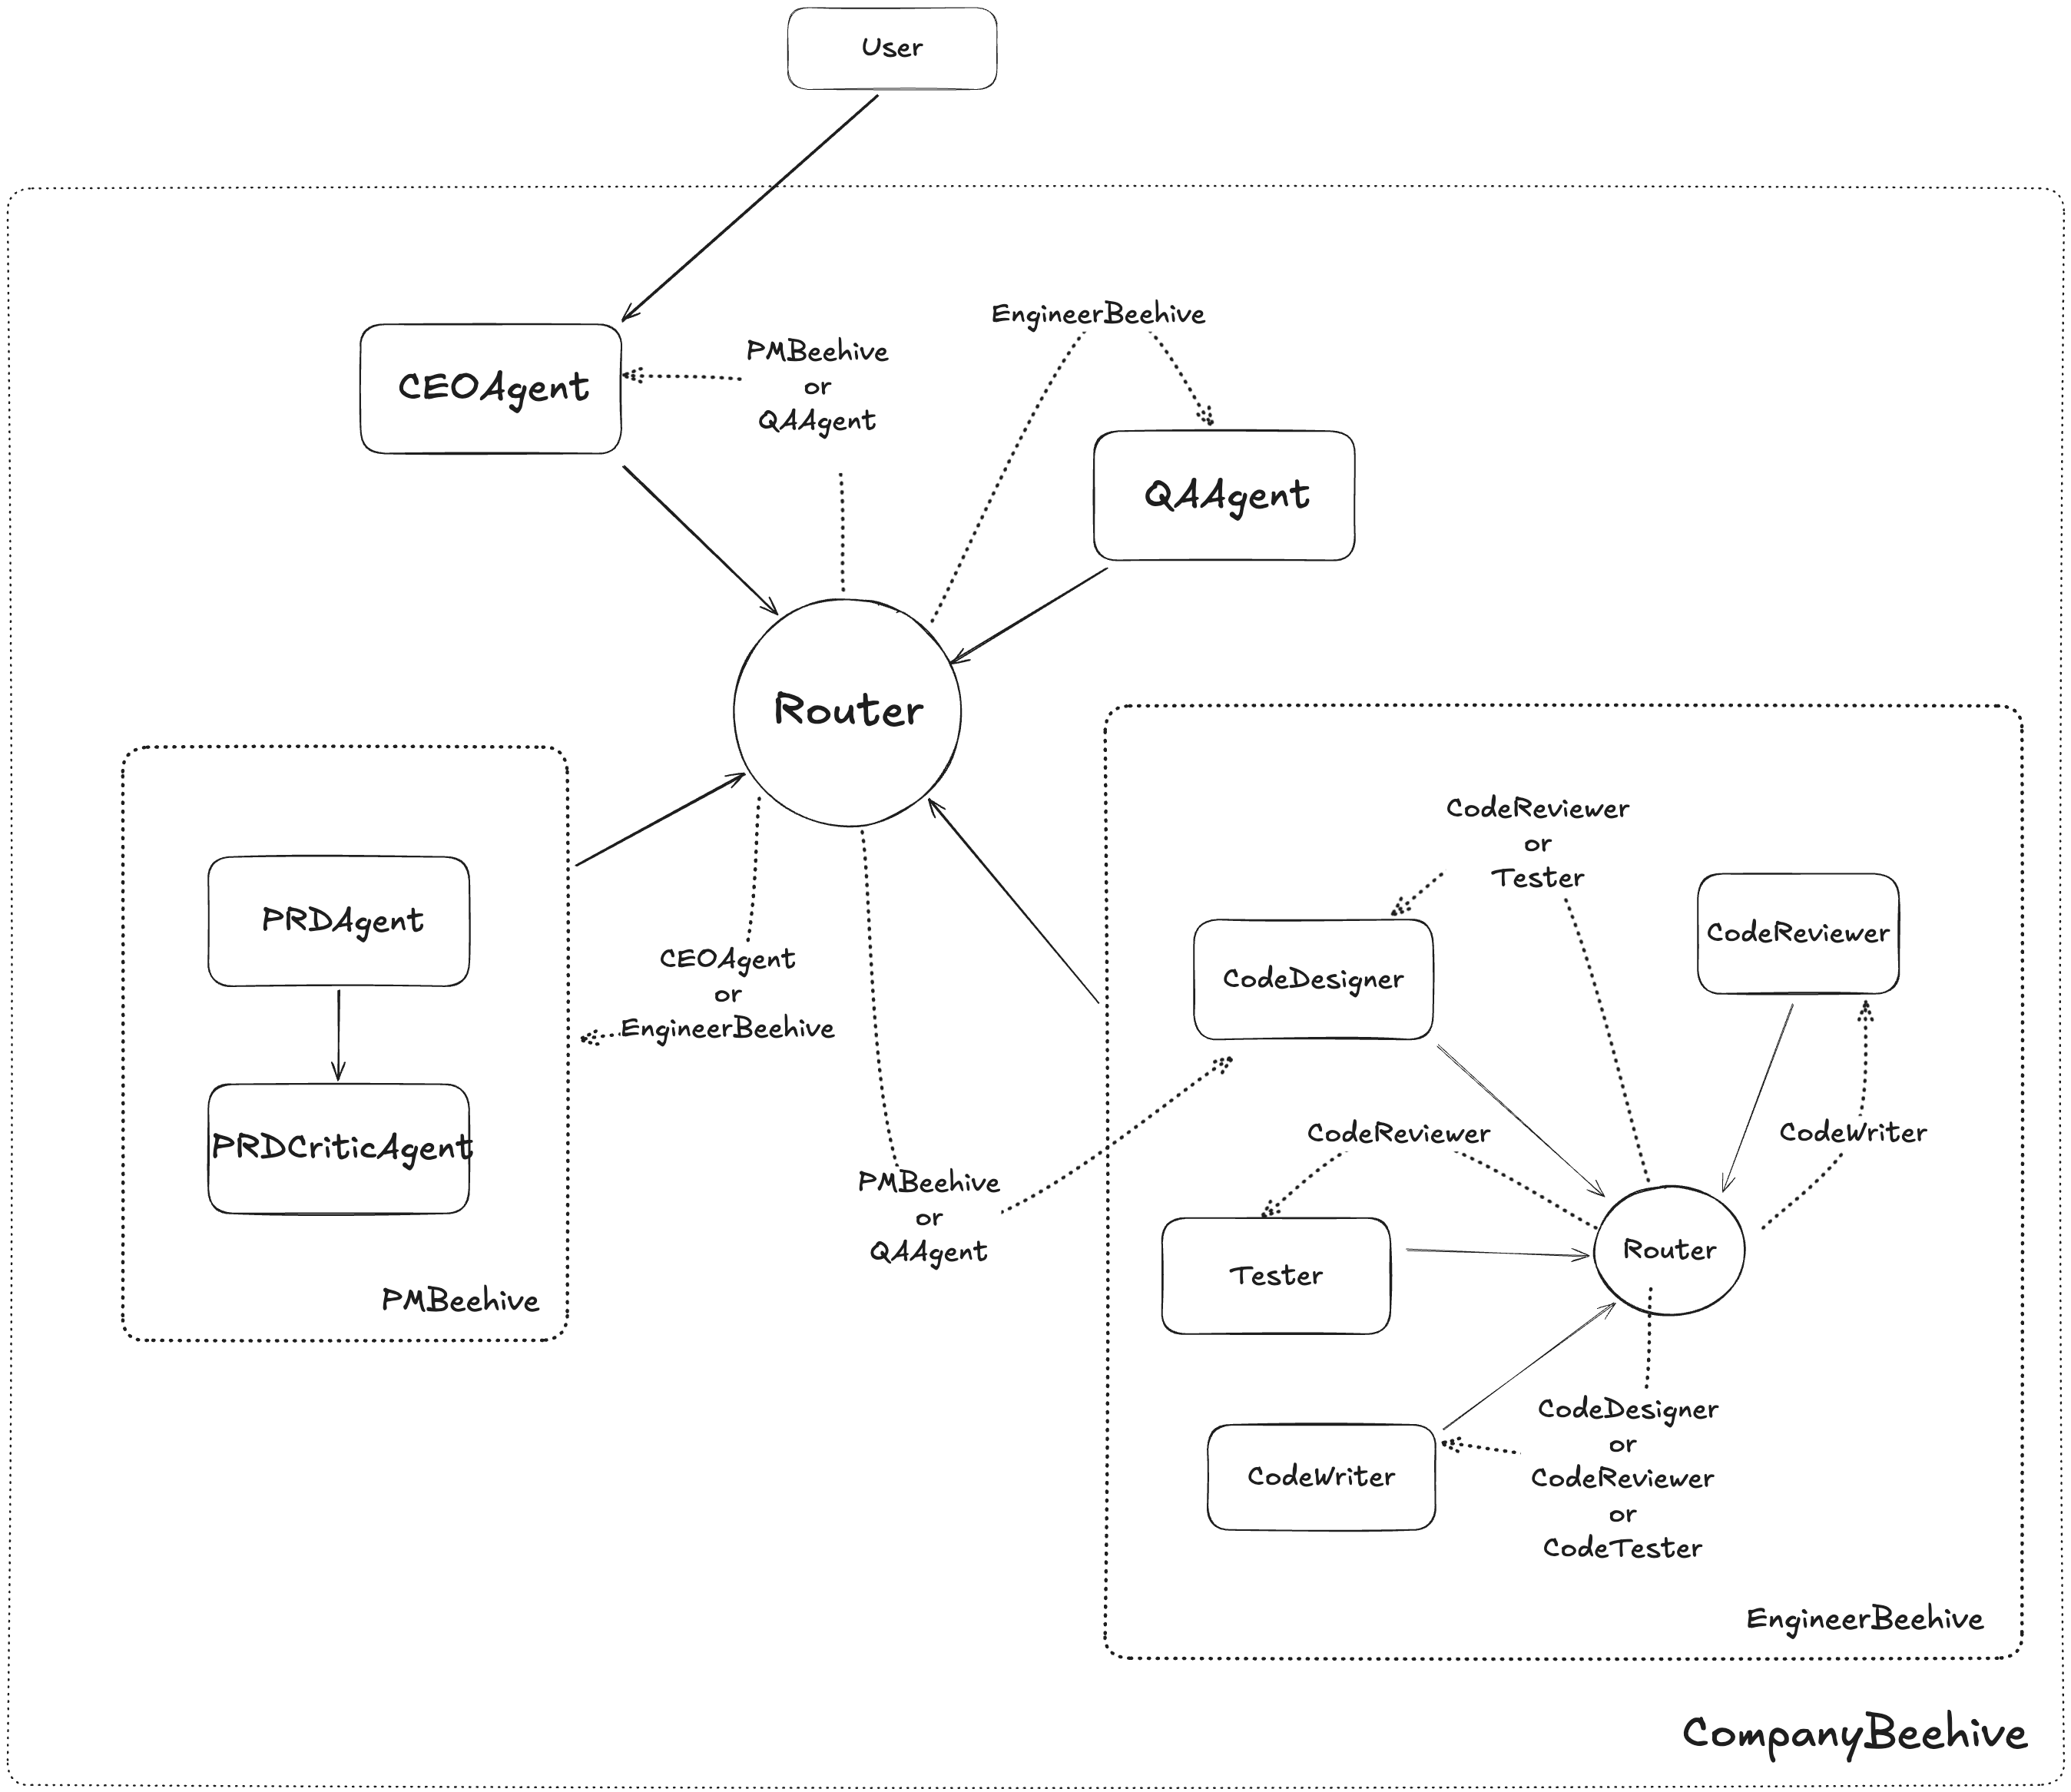 User
EngineerBeehive
PMBeehive
or
QAAgent
CEOAgent
QAAgent
Router
CodeReviewer
or
Tester
PRDAgent
CodeReviewer
CEOAgent
or
EngineerBeehive
CodeDesigner
PRDCriticAgent
CodeReviewer
CodeWriter
PMBeehive
or
QAAgent
Router
Tester
PMBeehive
CodeDesigner
or
CodeReviewer
or
CodeTester
CodeWriter
EngineerBeehive
CompanyBeehive